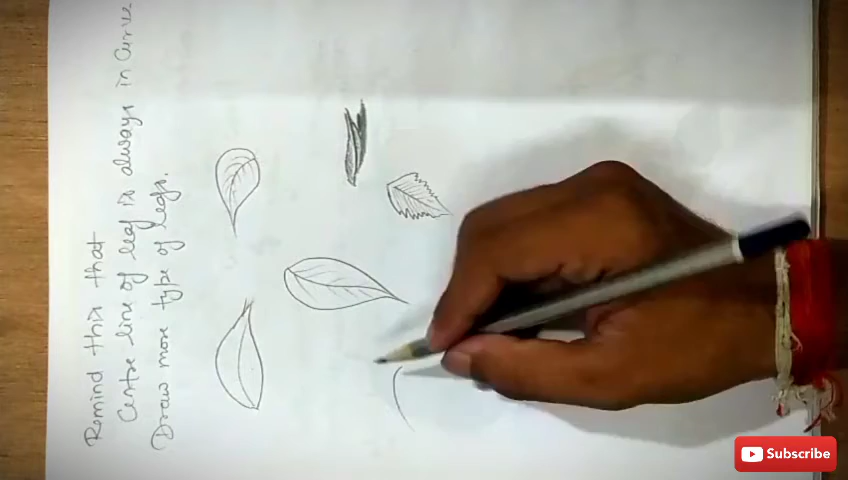 Remind this that
Centre line of leaf is always in Curve
Draw more type of Leafs.
Subscribe